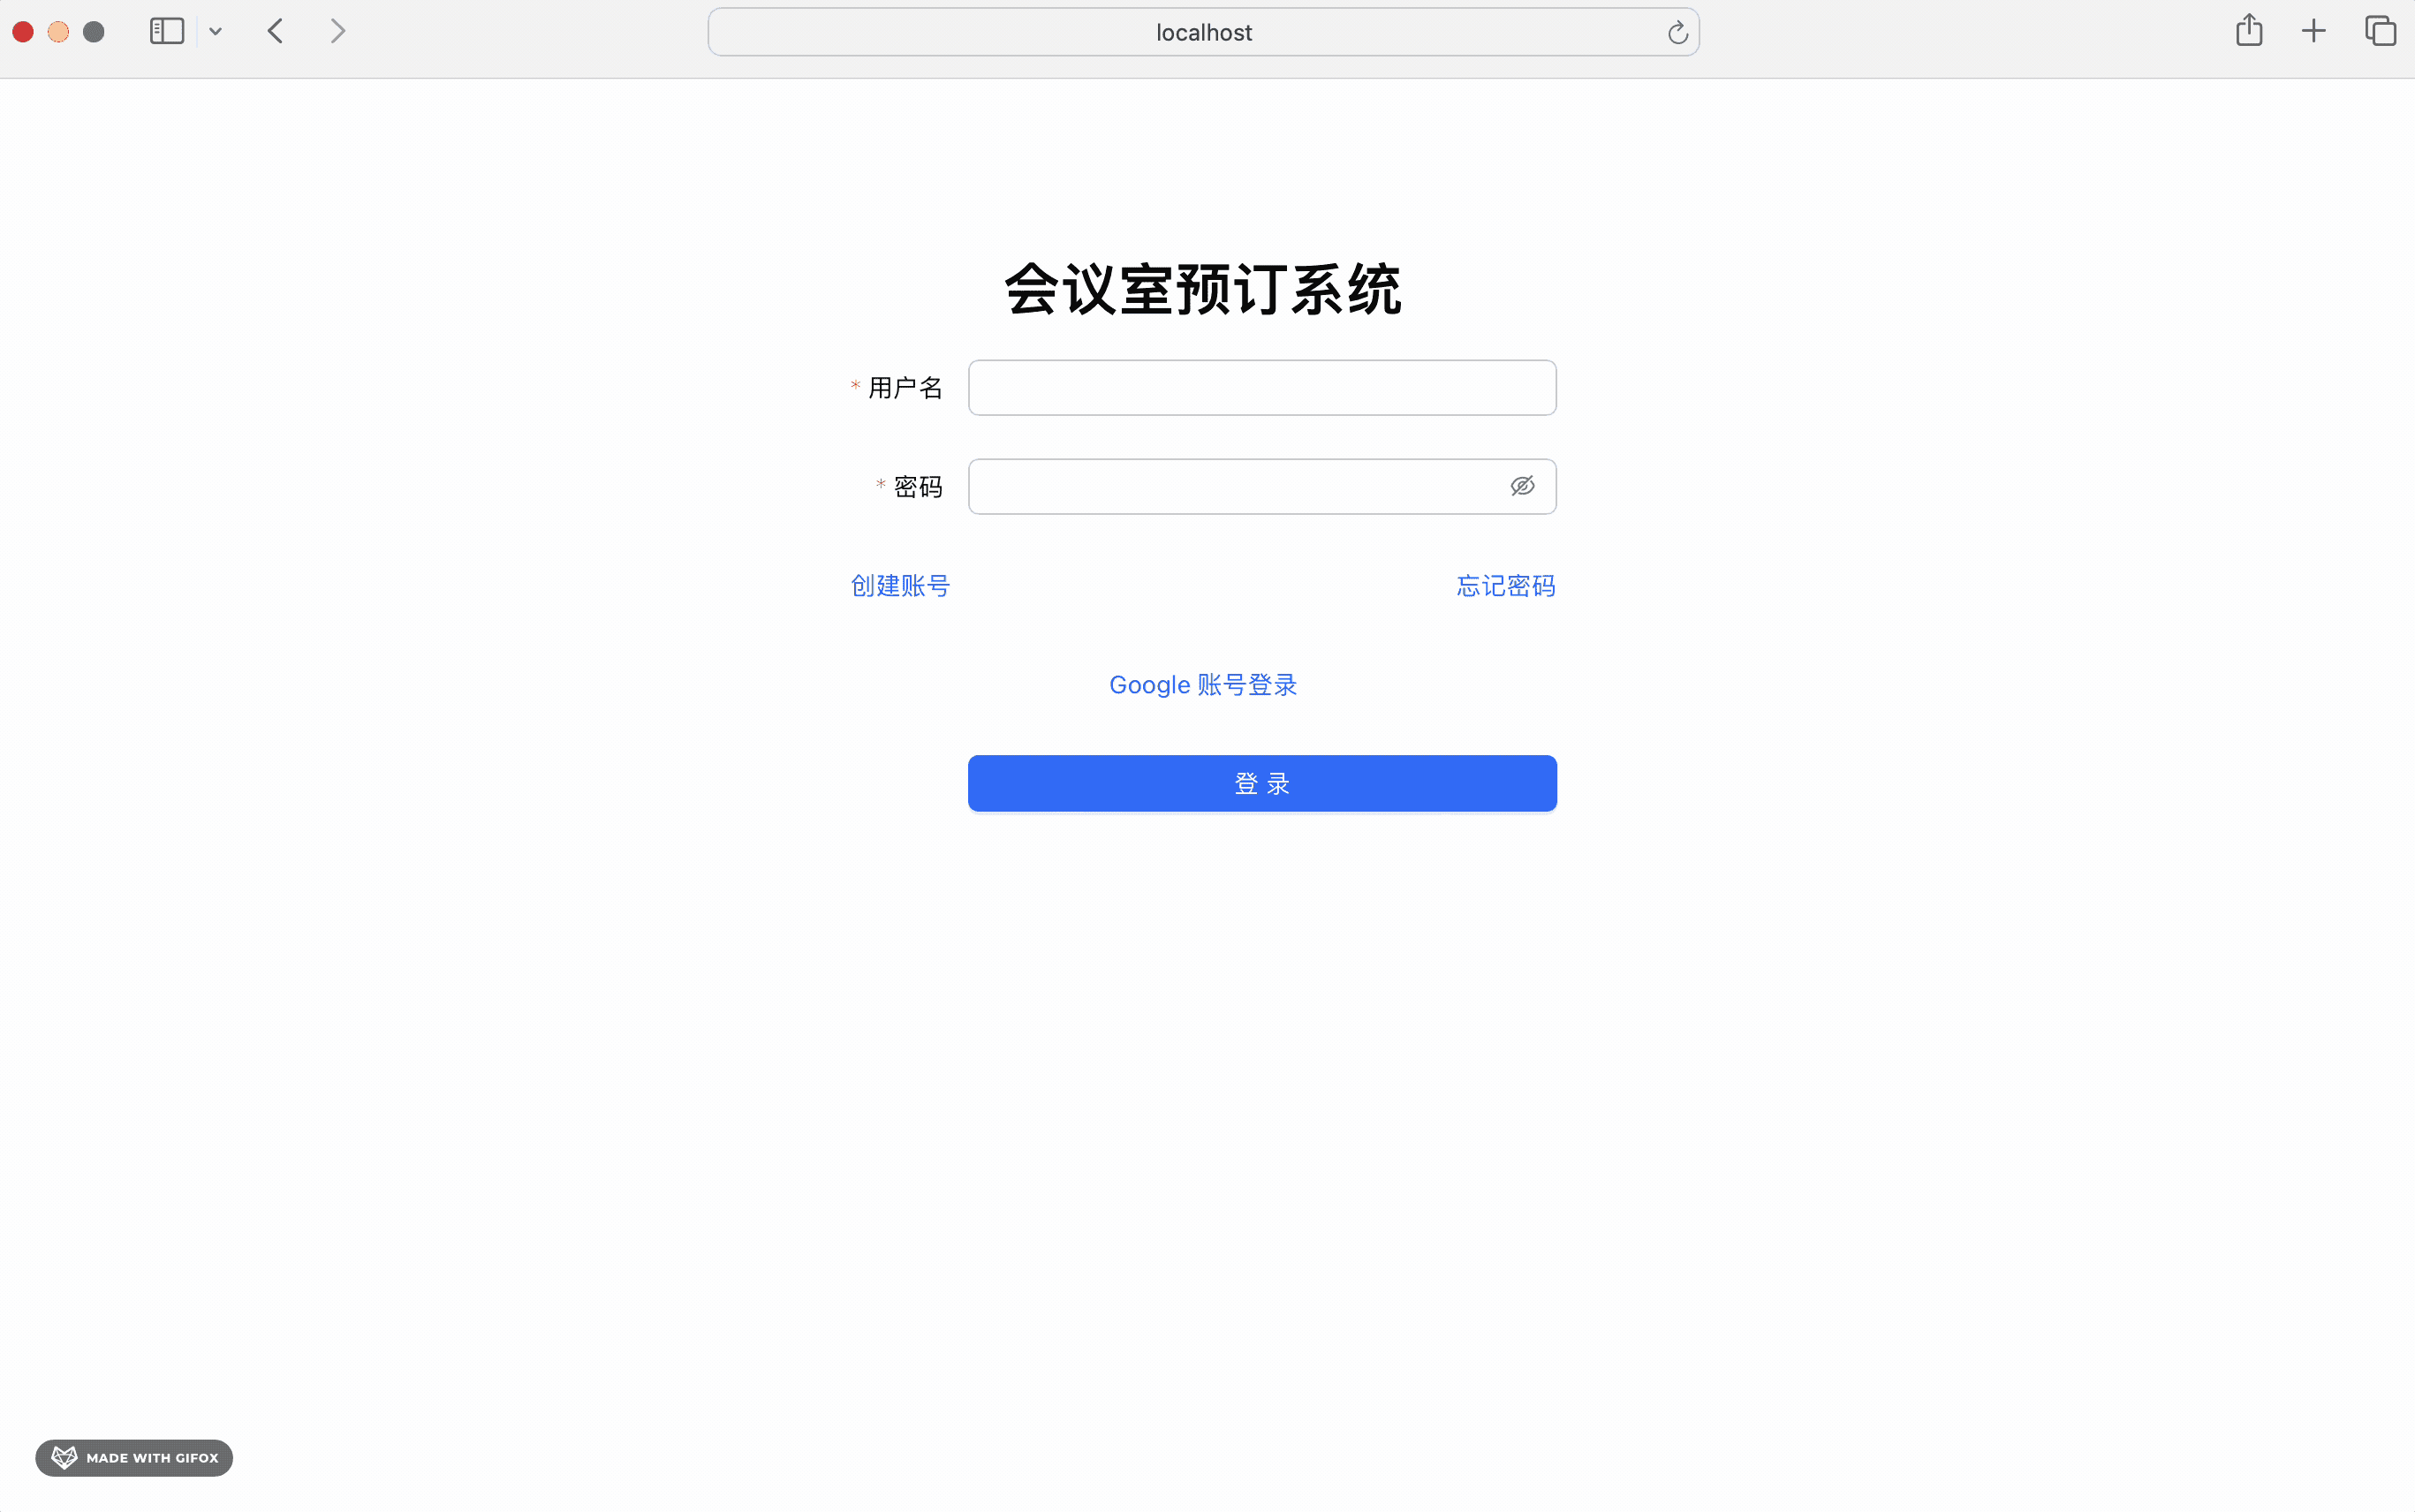 localhost
会议室预订系统
* 用户名
* 密码
创建账号 忘记密码
Google 账号登录
登 录
MADE WITH GIFOX